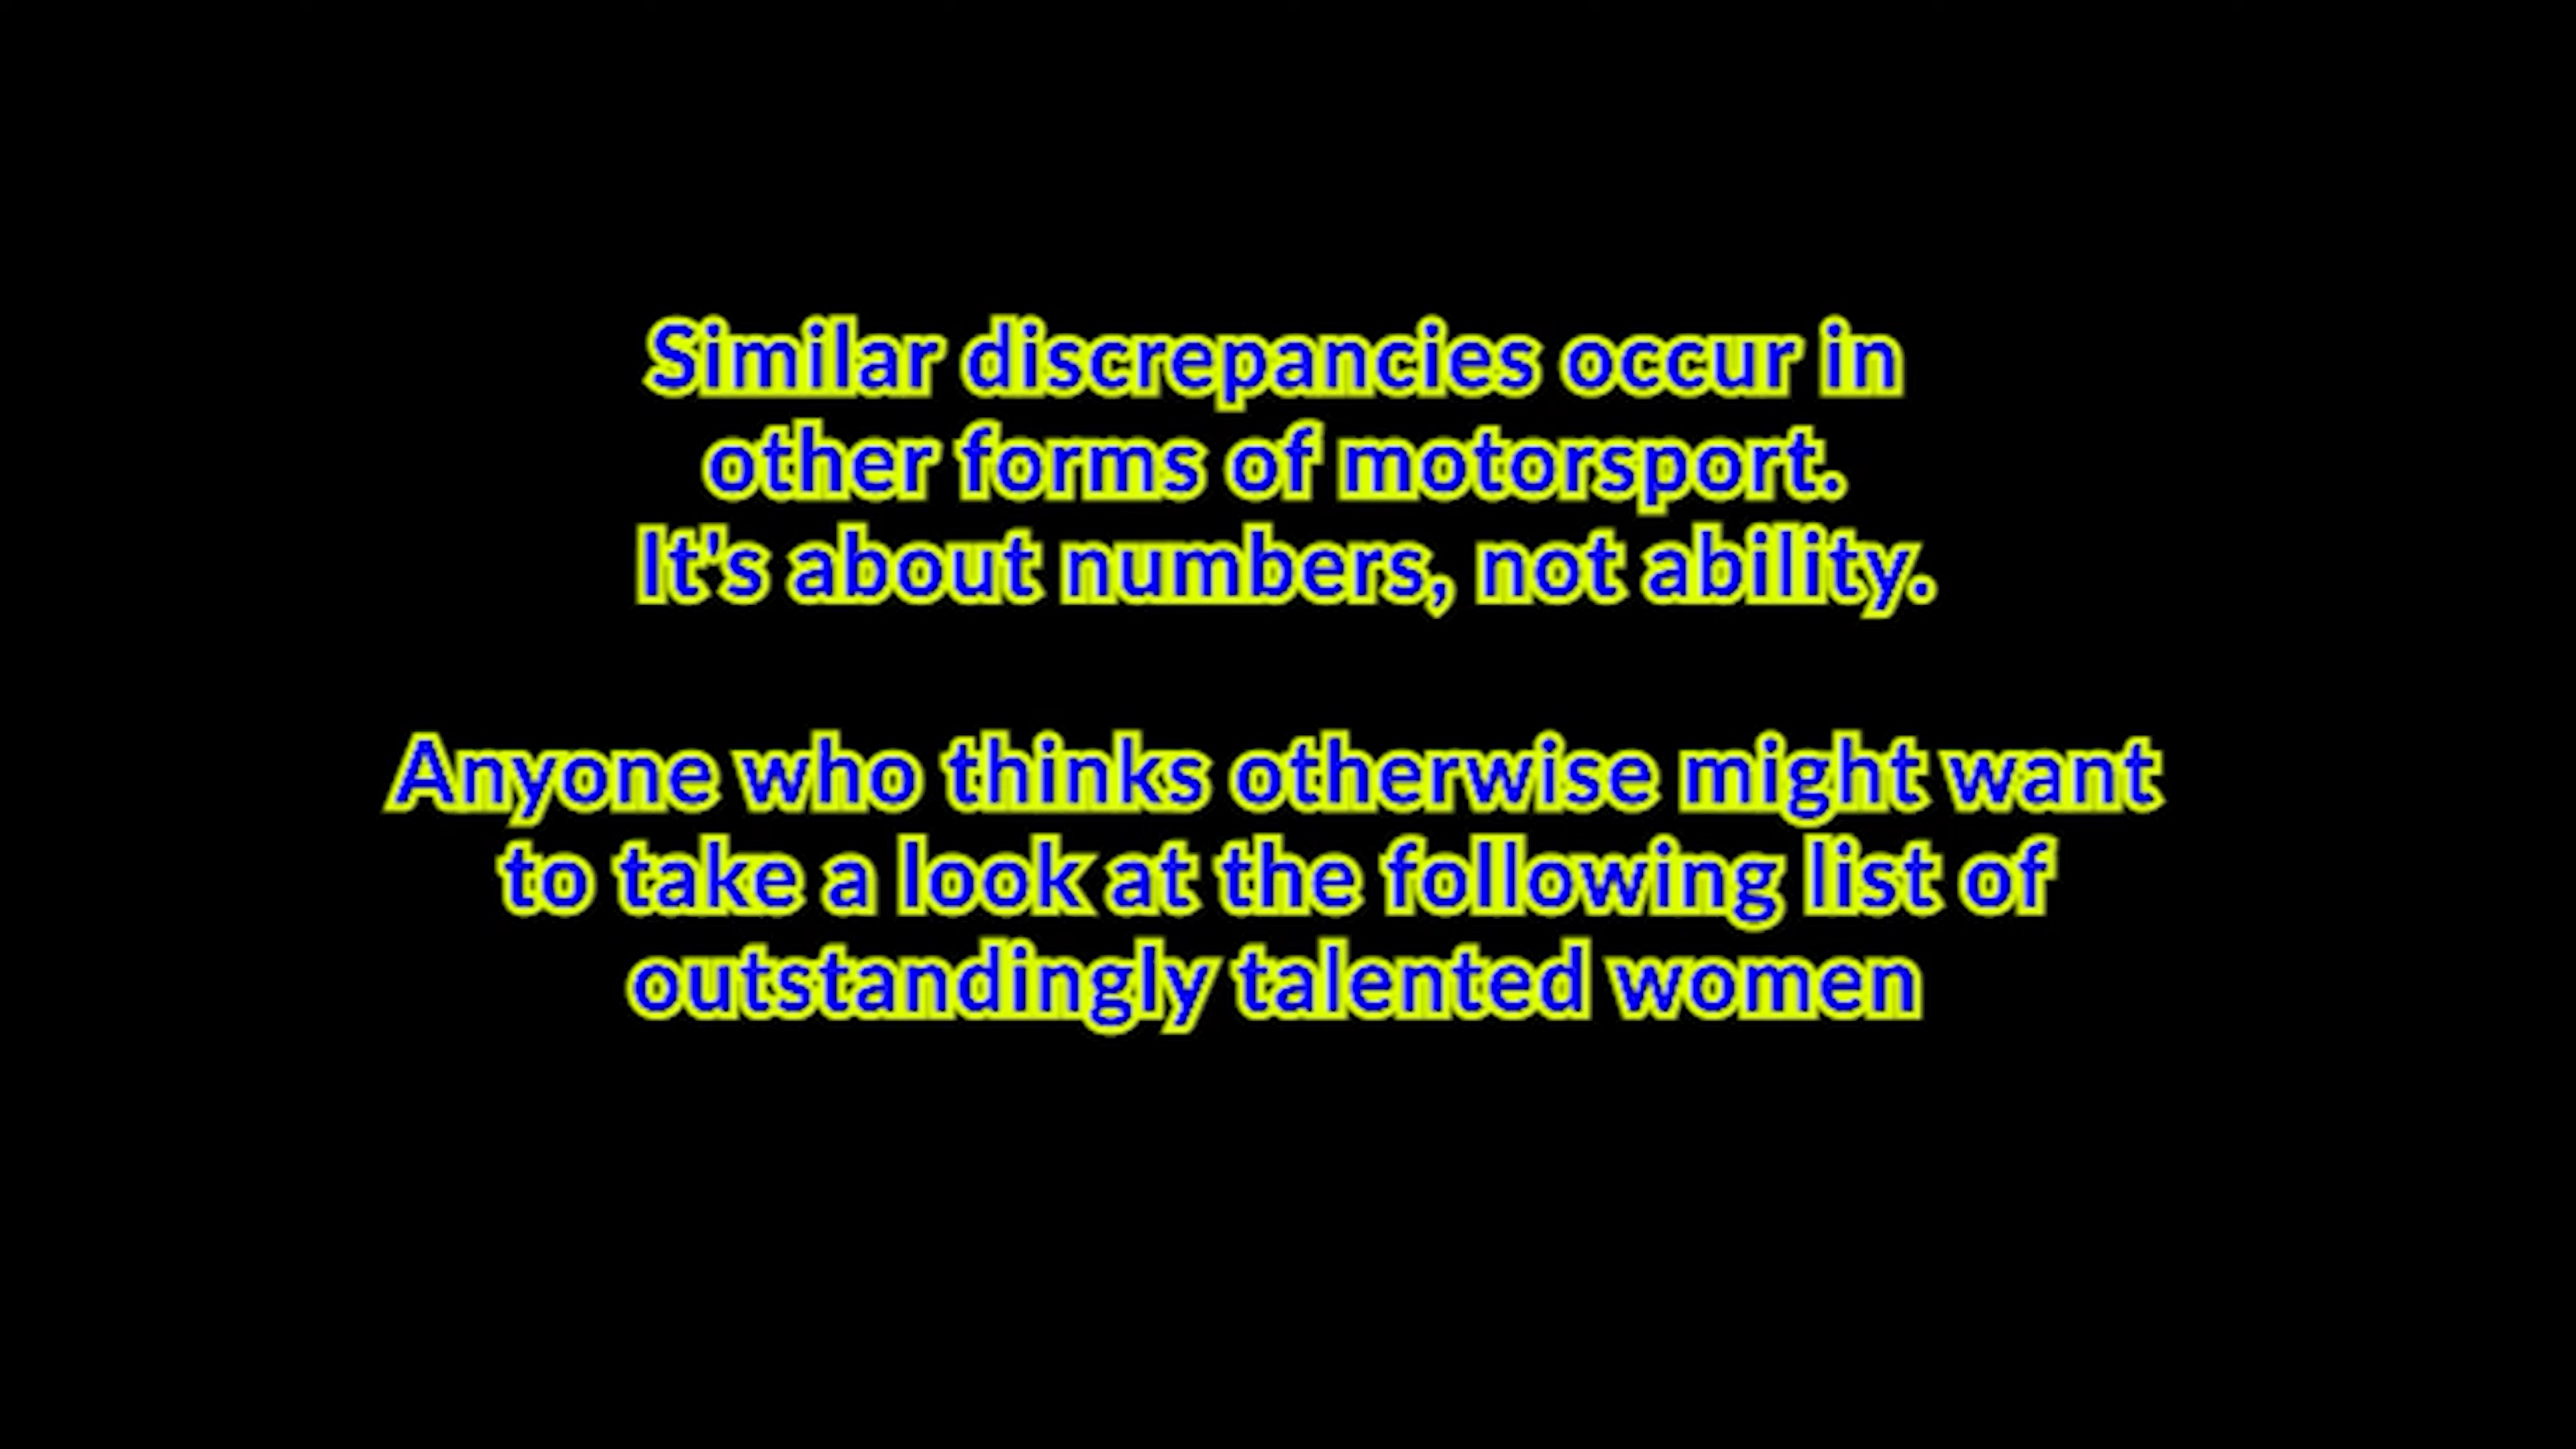 Similar discrepancies occur in
other forms of motorsport.
It's about numbers, not ability.
Anyone who thinks otherwise might want
to take a look at the following list of
outstandingly talented women